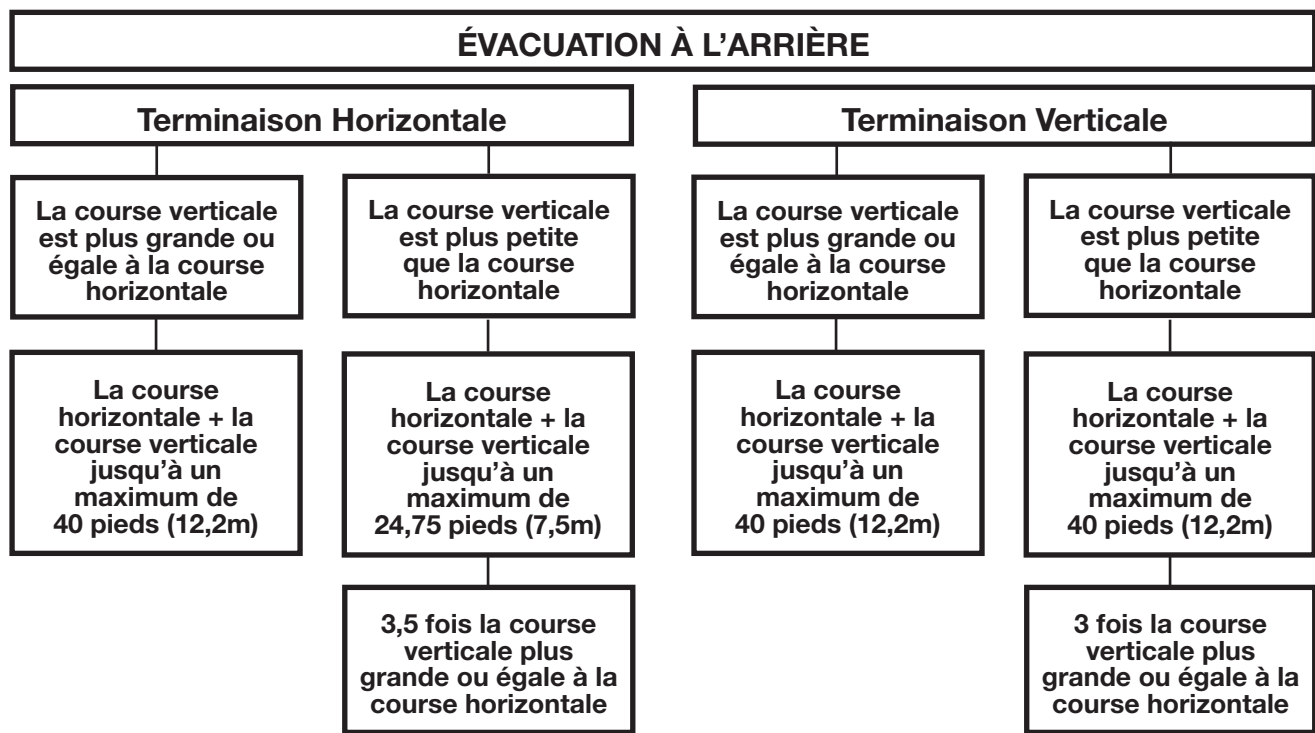 ÉVACUATION À L’ARRIÈRE
Terminaison Horizontale
La course verticale
est plus grande ou
égale à la course
horizontale
La course
horizontale + la
course verticale
jusqu’à un
maximum de
40 pieds (12,2m)
La course verticale
est plus petite
que la course
horizontale
La course
horizontale + la
course verticale
jusqu’à un
maximum de
24,75 pieds (7,5m)
3,5 fois la course
verticale plus
grande ou égale à la
course horizontale
Terminaison Verticale
La course verticale
est plus grande ou
égale à la course
horizontale
La course
horizontale + la
course verticale
jusqu’à un
maximum de
40 pieds (12,2m)
La course verticale
est plus petite
que la course
horizontale
La course
horizontale + la
course verticale
jusqu’à un
maximum de
40 pieds (12,2m)
3 fois la course
verticale plus
grande ou égale à la
course horizontale